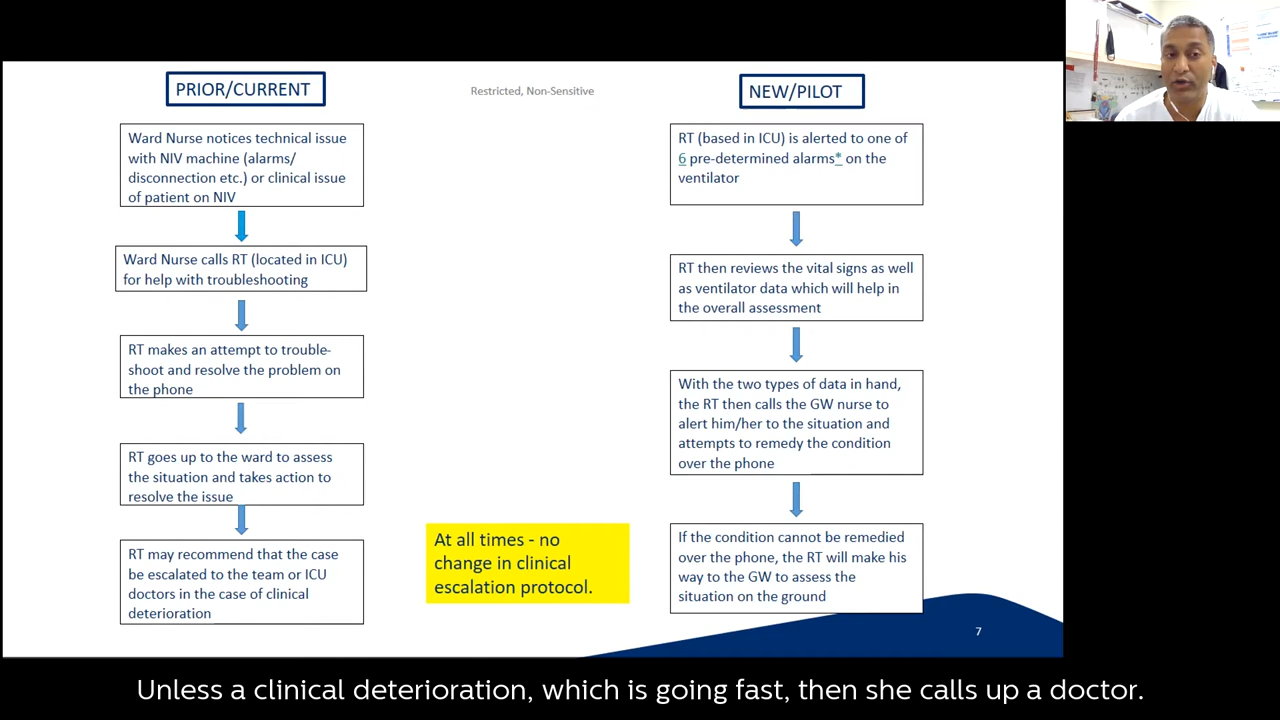 PRIOR/CURRENT
Ward Nurse notices technical issue
with NIV machine (alarms/
disconnection etc.) or clinical issue
of patient on NIV
Ward Nurse calls RT (located in ICU)
for help with troubleshooting
RT makes an attempt to trouble-
shoot and resolve the problem on
the phone
RT goes up to the ward to assess
the situation and takes action to
resolve the issue
RT may recommend that the case
be escalated to the team or ICU
doctors in the case of clinical
deterioration
Restricted, Non-Sensitive
At all times - no
change in clinical
escalation protocol.
NEW/PILOT
RT (based in ICU) is alerted to one of
6 pre-determined alarms* on the
ventilator
RT then reviews the vital signs as well
as ventilator data which will help in
the overall assessment
With the two types of data in hand,
the RT then calls the GW nurse to
alert him/her to the situation and
attempts to remedy the condition
over the phone
If the condition cannot be remedied
over the phone, the RT will make his
way to the GW to assess the
situation on the ground
7
Unless a clinical deterioration, which is going fast, then she calls up a doctor.